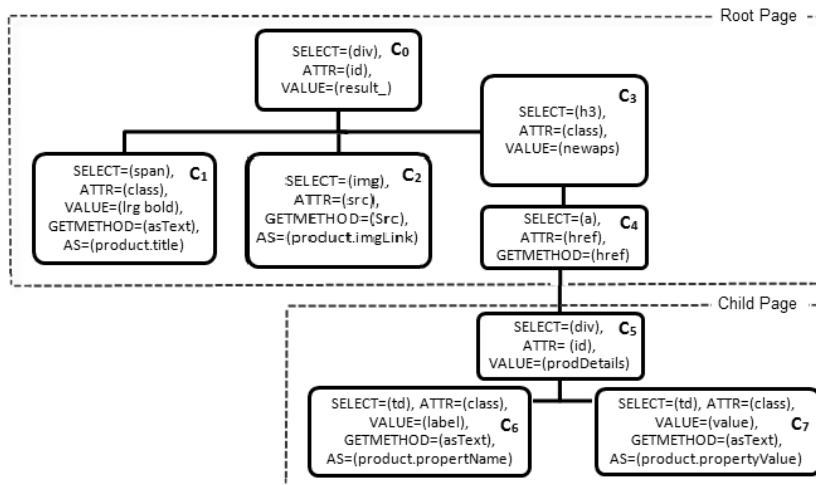 Root Page
SELECT=(div), C0
ATTR=(id),
VALUE=(result_)
C3
SELECT=(h3),
ATTR=(class),
VALUE=(newaps)
SELECT=(span), C1
ATTR=(class),
VALUE=(lrg bold),
GETMETHOD=(asText),
AS=(product.title)
SELECT=(img), C2
ATTR=(src),
GETMETHOD=(Src),
AS=(product.imgLink)
SELECT=(a), C4
ATTR=(href),
GETMETHOD=(href)
Child Page
SELECT=(div), C5
ATTR= (id),
VALUE=(prodDetails)
SELECT=(td), ATTR=(class),
VALUE=(label), C6
GETMETHOD=(asText),
AS=(product.propertName)
SELECT=(td), ATTR=(class),
VALUE=(value), C7
GETMETHOD=(asText),
AS=(product.propertyValue)